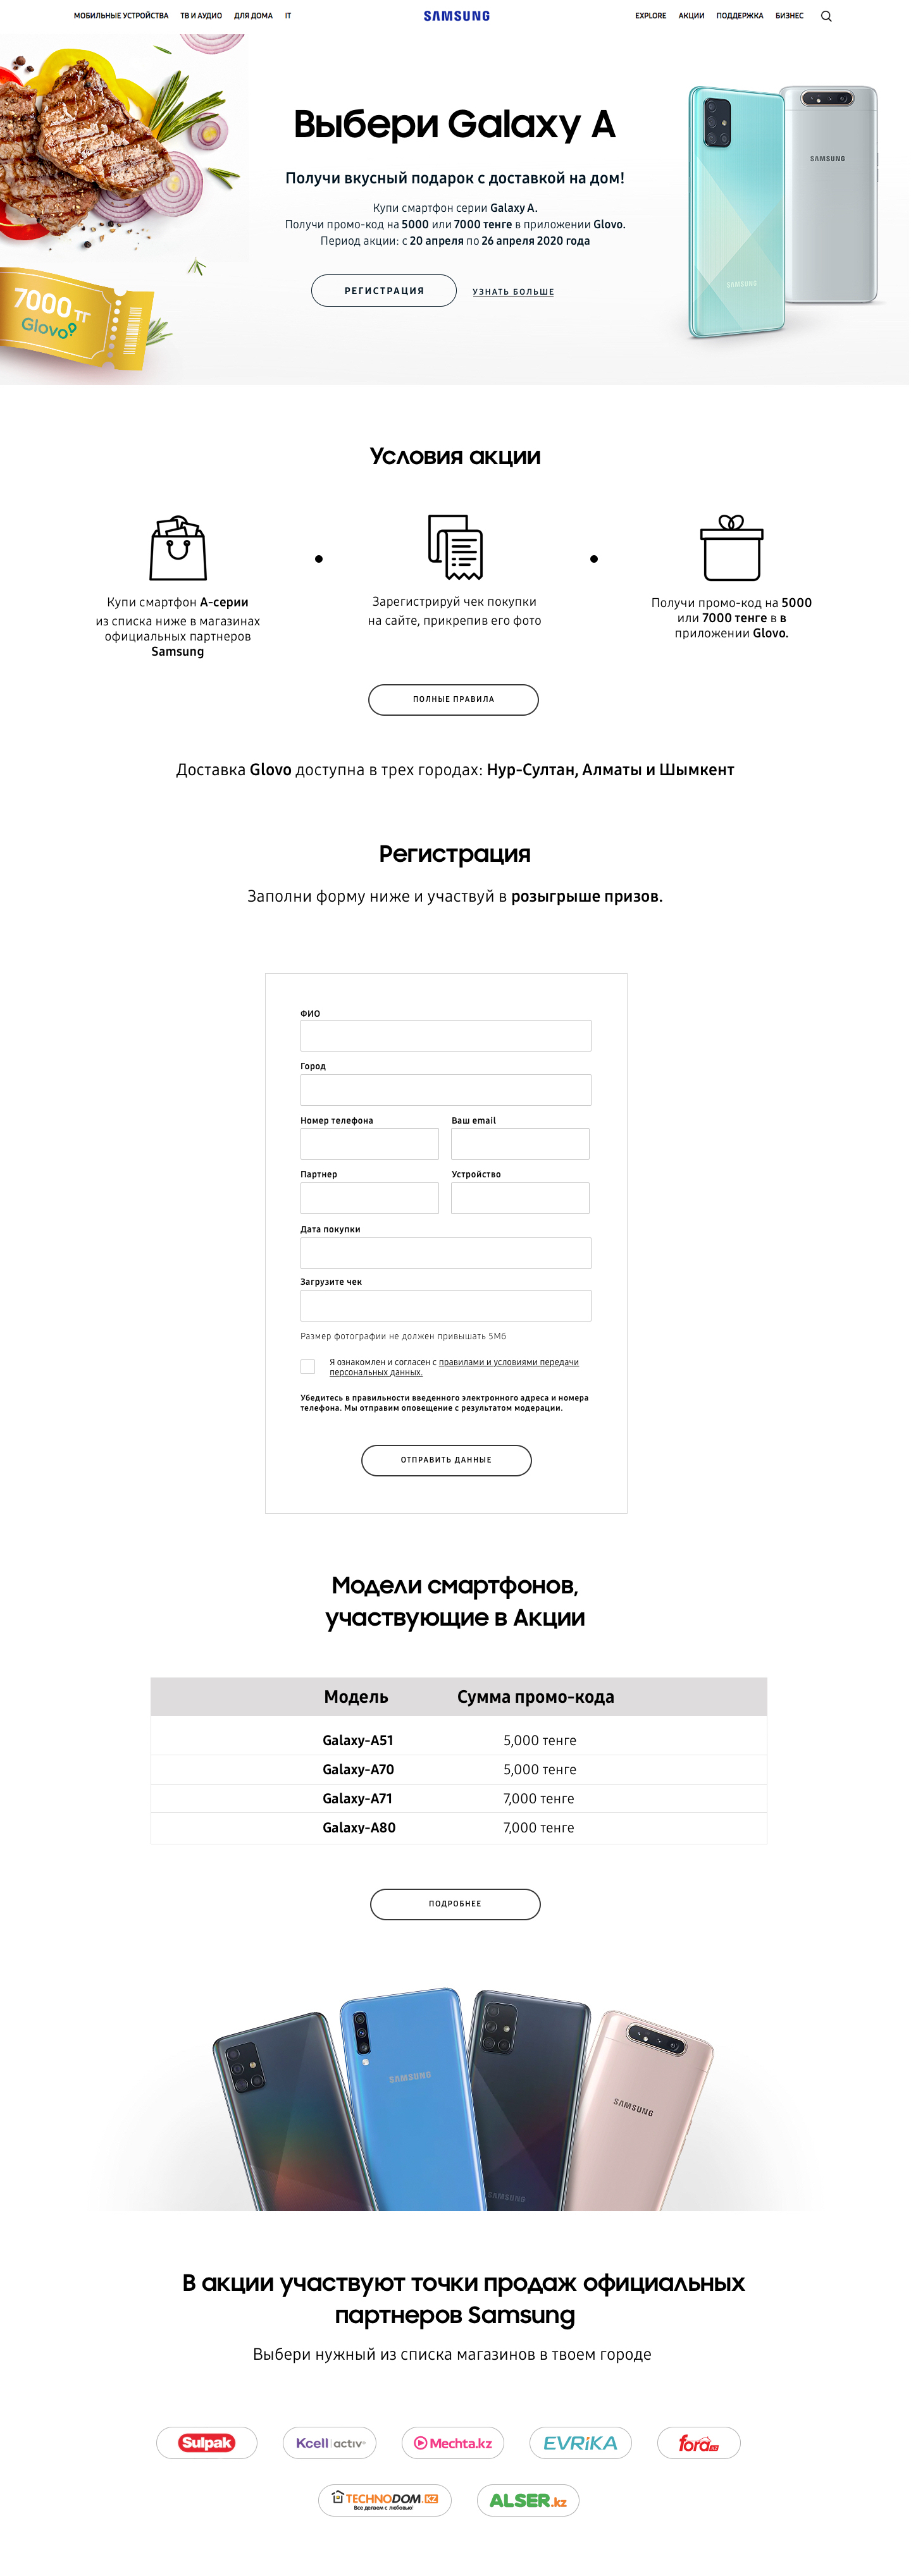 МОБИЛЬНЫЕ УСТРОЙСТВА ТВ И АУДИО ДЛЯ ДОМА IT SAMSUNG EXPLORE АКЦИИ ПОДДЕРЖКА БИЗНЕС
Выбери Galaxy A
Получи вкусный подарок с доставкой на дом!
Купи смартфон серии Galaxy A.
Получи промо-код на 5000 или 7000 тенге в приложении Glovo.
Период акции: с 20 апреля по 26 апреля 2020 года
РЕГИСТРАЦИЯ УЗНАТЬ БОЛЬШЕ
7000 тг
Glovo
SAMSUNG
SAMSUNG
Условия акции
Купи смартфон А-серии
из списка ниже в магазинах
официальных партнеров
Samsung
Зарегистрируй чек покупки
на сайте, прикрепив его фото
Получи промо-код на 5000
или 7000 тенге в в
приложении Glovo.
ПОЛНЫЕ ПРАВИЛА
Доставка Glovo доступна в трех городах: Нур-Султан, Алматы и Шымкент
Регистрация
Заполни форму ниже и участвуй в розыгрыше призов.
ФИО
Город
Номер телефона Ваш email
Партнер Устройство
Дата покупки
Загрузите чек
Размер фотографии не должен привышать 5Мб
Я ознакомлен и согласен с правилами и условиями передачи
персональных данных.
Убедитесь в правильности введенного электронного адреса и номера
телефона. Мы отправим оповещение с результатом модерации.
ОТПРАВИТЬ ДАННЫЕ
Модели смартфонов,
участвующие в Акции
Модель Сумма промо-кода
Galaxy-A51 5,000 тенге
Galaxy-A70 5,000 тенге
Galaxy-A71 7,000 тенге
Galaxy-A80 7,000 тенге
ПОДРОБНЕЕ
SAMSUNG
SAMSUNG
SAMSUNG
В акции участвуют точки продаж официальных
партнеров Samsung
Выбери нужный из списка магазинов в твоем городе
Sulpak Kcell activ Mechta.kz EVRiKA fora.kz
TECHNODOM.KZ ALSER.kz
Все делаем с любовью!